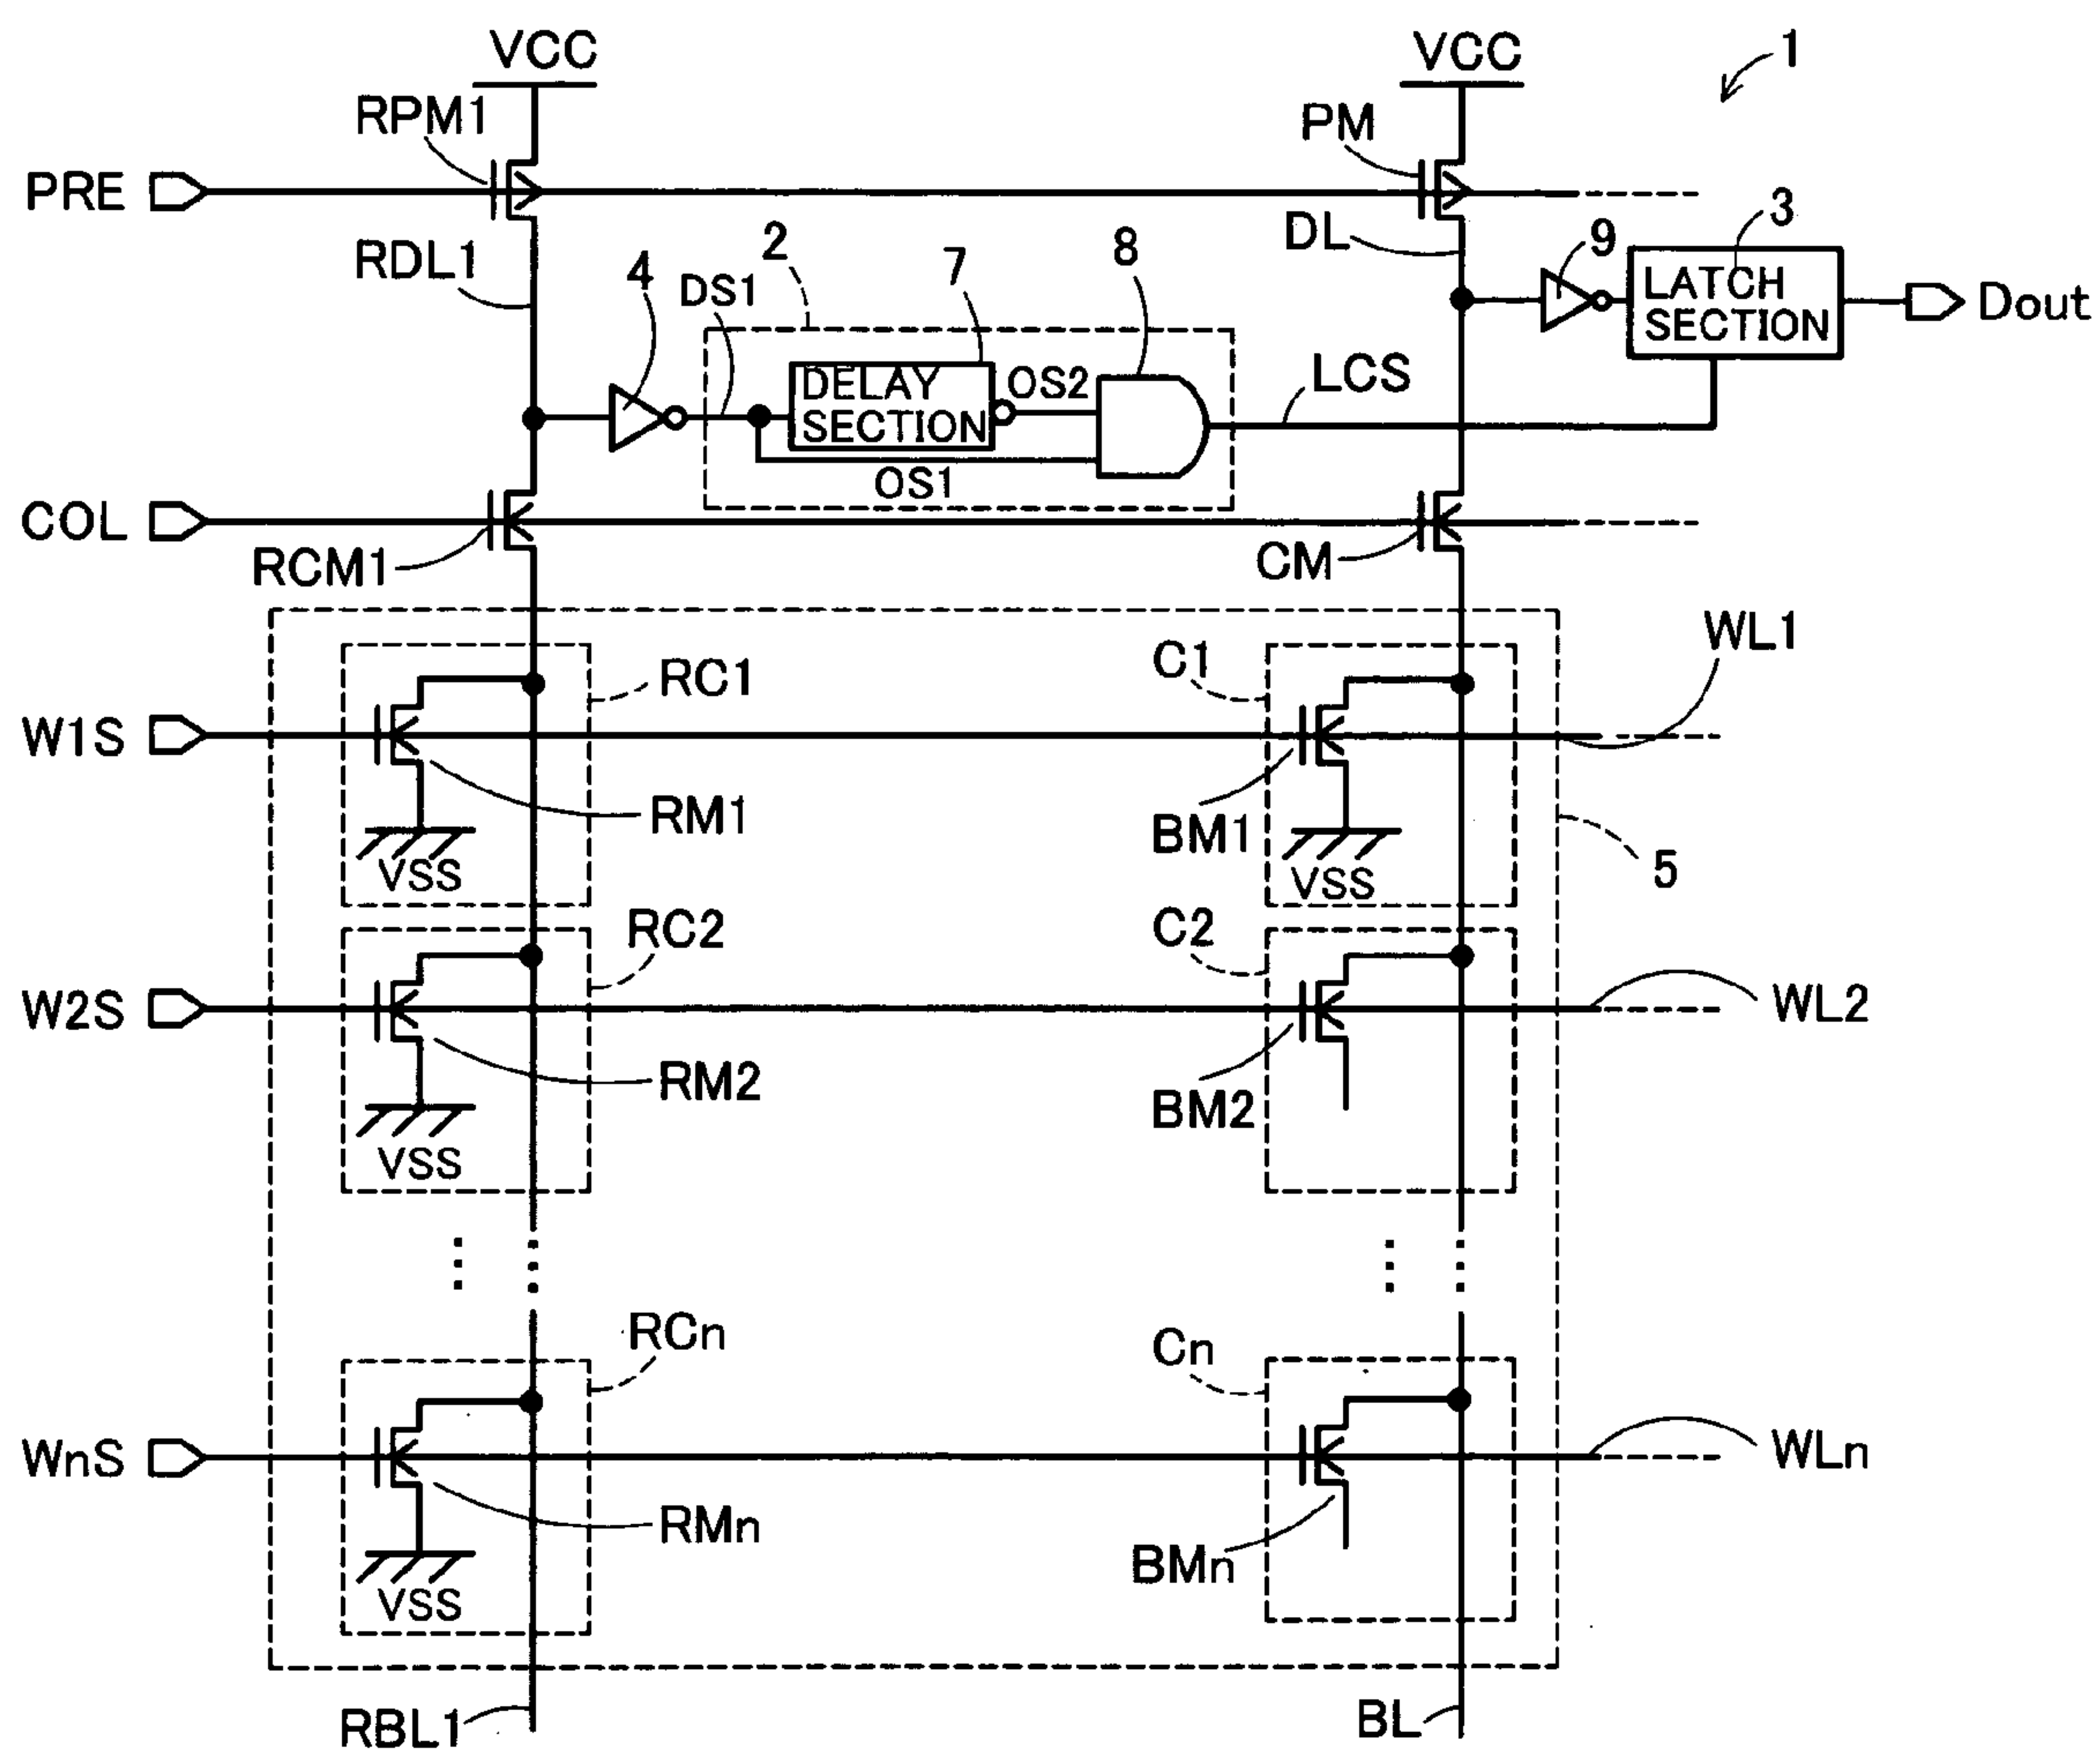 VCC
VCC
1
RPM1
PM
PRE
3
RDL1
2
7
8
DL
9
4
DS1
LATCH
SECTION
Dout
DELAY
SECTION
OS2
LCS
OS1
COL
RCM1
CM
RC1
C1
WL1
W1S
RM1
BM1
5
VSS
VSS
RC2
C2
W2S
WL2
RM2
BM2
VSS
RCn
Cn
WnS
WLn
RMn
BMn
VSS
RBL1
BL